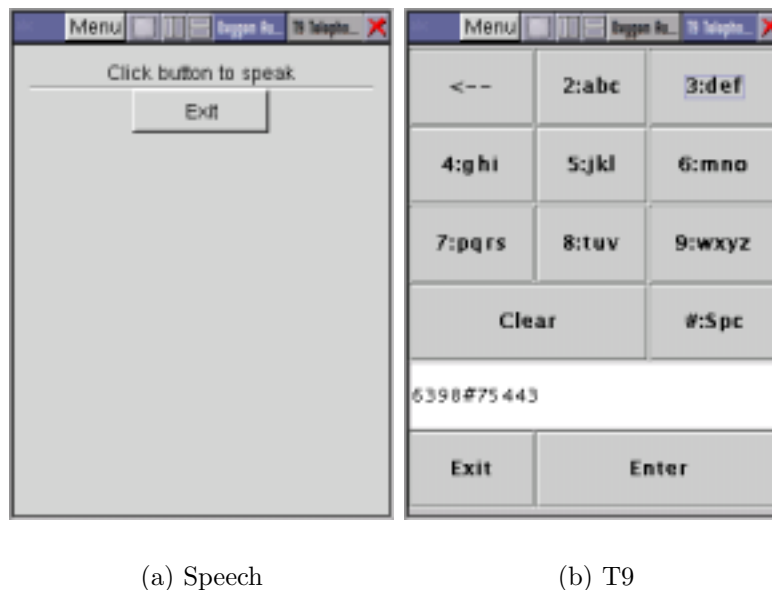 Menu
Click button to speak
Exit
Menu
<-- 2:abc 3:def
4:ghi 5:jkl 6:mno
7:pqrs 8:tuv 9:wxyz
Clear #:Spc
6398#75443
Exit Enter
(a) Speech (b) T9